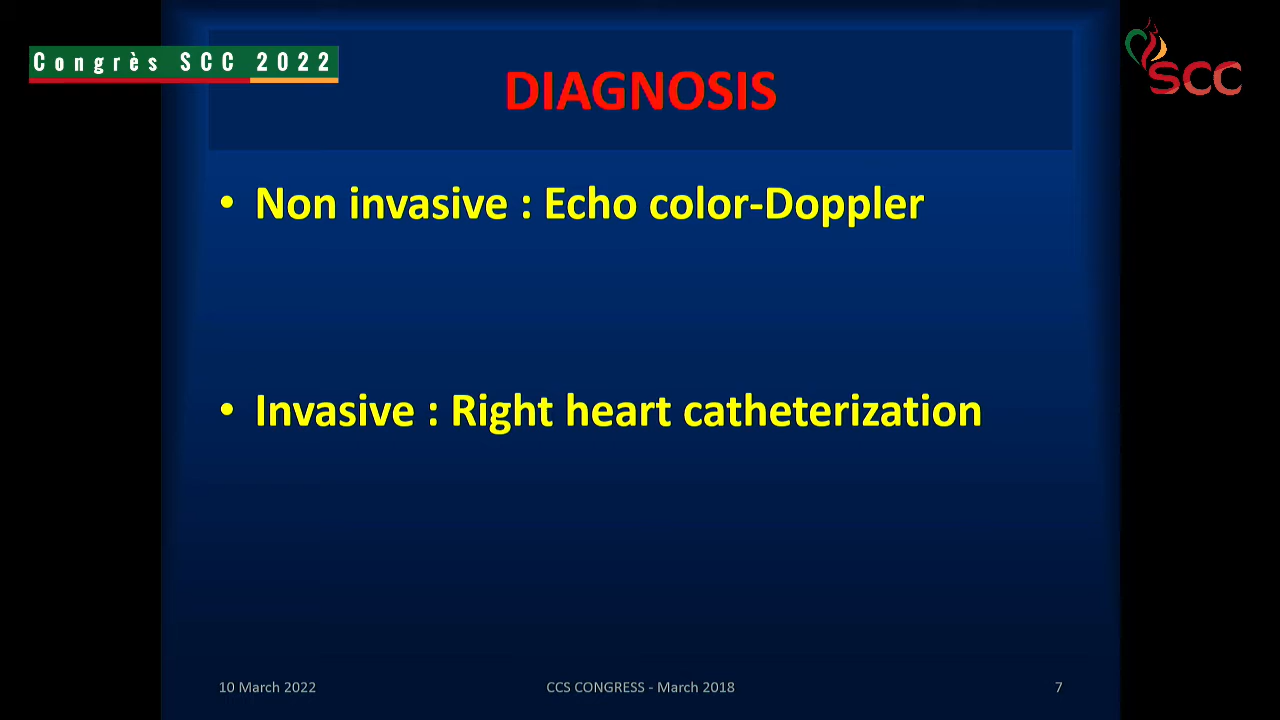 Congrès SCC 2022
SCC
DIAGNOSIS
• Non invasive : Echo color-Doppler
• Invasive : Right heart catheterization
10 March 2022
CCS CONGRESS - March 2018
7